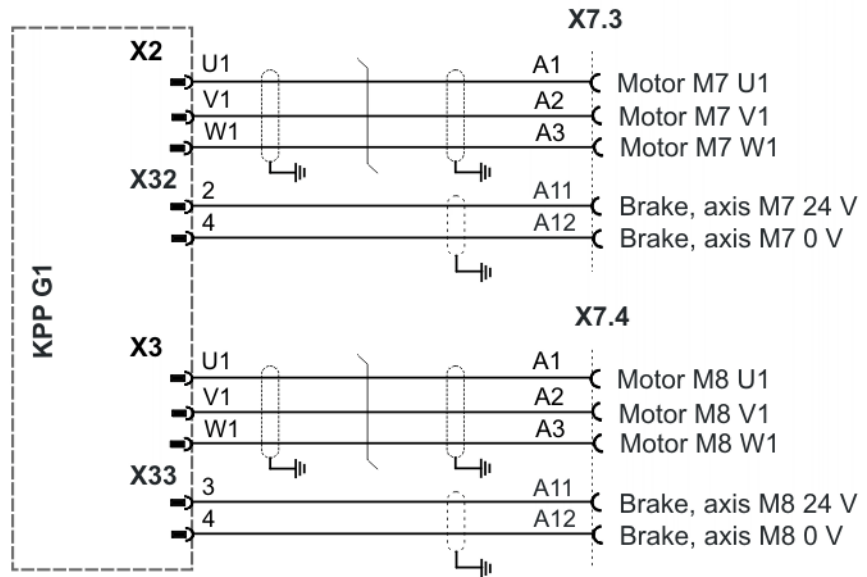 X7.3
X2
U1 A1 Motor M7 U1
V1 A2 Motor M7 V1
W1 A3 Motor M7 W1
X32
2 A11 Brake, axis M7 24 V
4 A12 Brake, axis M7 0 V
KPP G1
X7.4
X3
U1 A1 Motor M8 U1
V1 A2 Motor M8 V1
W1 A3 Motor M8 W1
X33
3 A11 Brake, axis M8 24 V
4 A12 Brake, axis M8 0 V